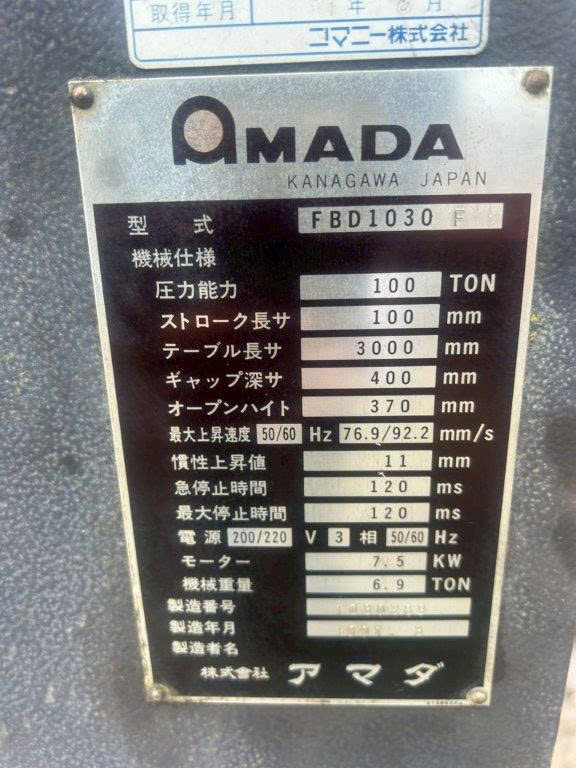 取得年月 年 8 月
コマニー株式会社
AMADA
KANAGAWA JAPAN
型式 FBD1030 F
機械仕様
圧力能力 100 TON
ストローク長サ 100 mm
テーブル長サ 3000 mm
ギャップ深サ 400 mm
オープンハイト 370 mm
最大上昇速度 50/60 Hz 76.9/92.2 mm/s
慣性上昇値 11 mm
急停止時間 120 ms
最大停止時間 120 ms
電源 200/220 V 3 相 50/60 Hz
モーター 7.5 KW
機械重量 6.9 TON
製造番号
製造年月
製造者名
株式会社 アマダ